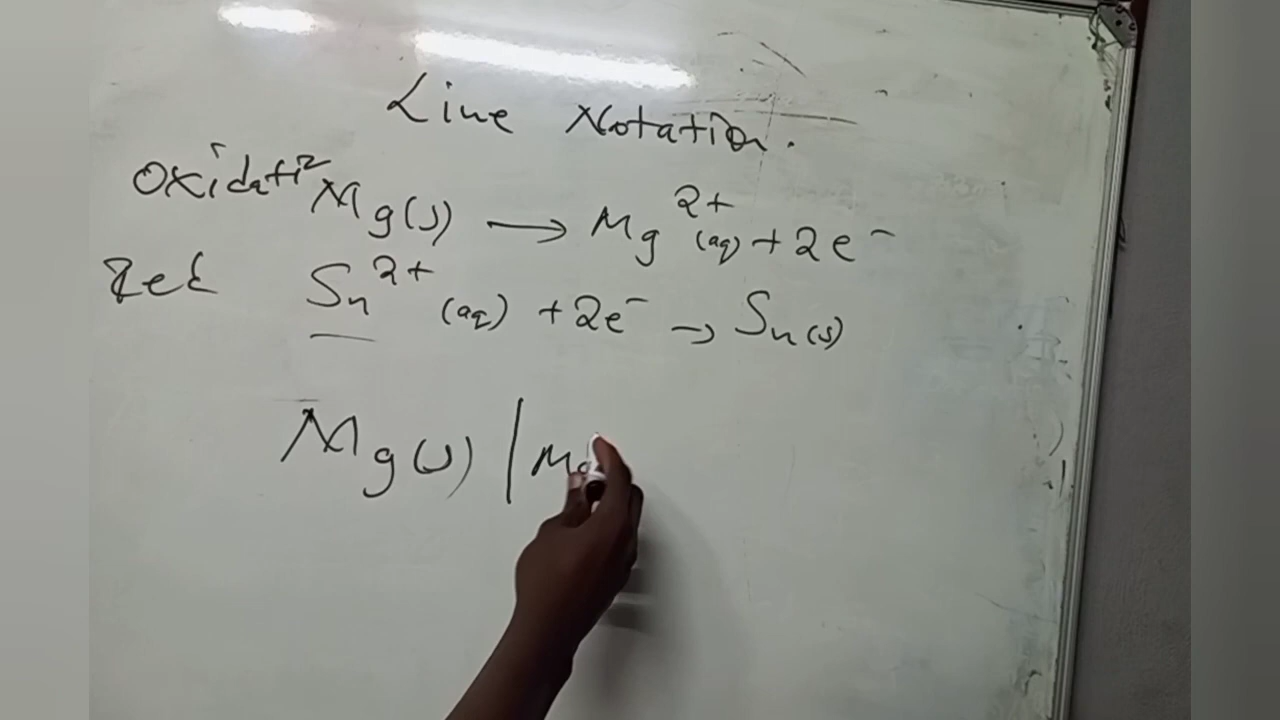 Line Notation.
Oxidati Mg(s) → Mg²⁺(aq) + 2e⁻
Red Sn²⁺(aq) + 2e⁻ → Sn(s)
Mg(s) | Mg